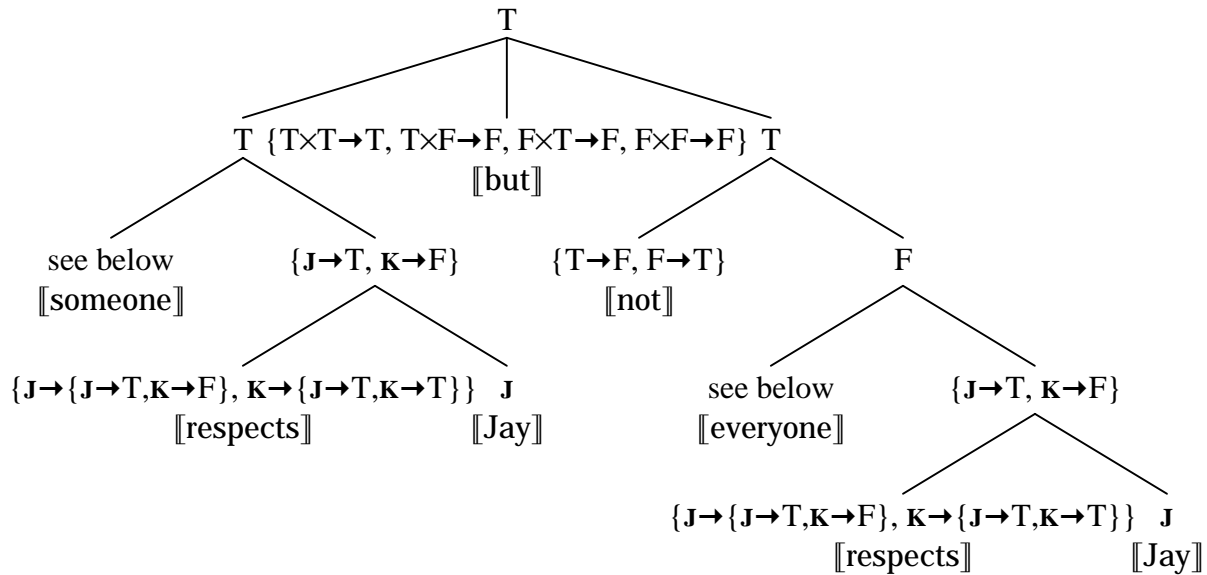 T
T {T×T→T, T×F→F, F×T→F, F×F→F} T
⟦but⟧
see below {J→T, K→F} {T→F, F→T} F
⟦someone⟧ ⟦not⟧
{J→{J→T,K→F}, K→{J→T,K→T}} J see below {J→T, K→F}
⟦respects⟧ ⟦Jay⟧ ⟦everyone⟧
{J→{J→T,K→F}, K→{J→T,K→T}} J
⟦respects⟧ ⟦Jay⟧